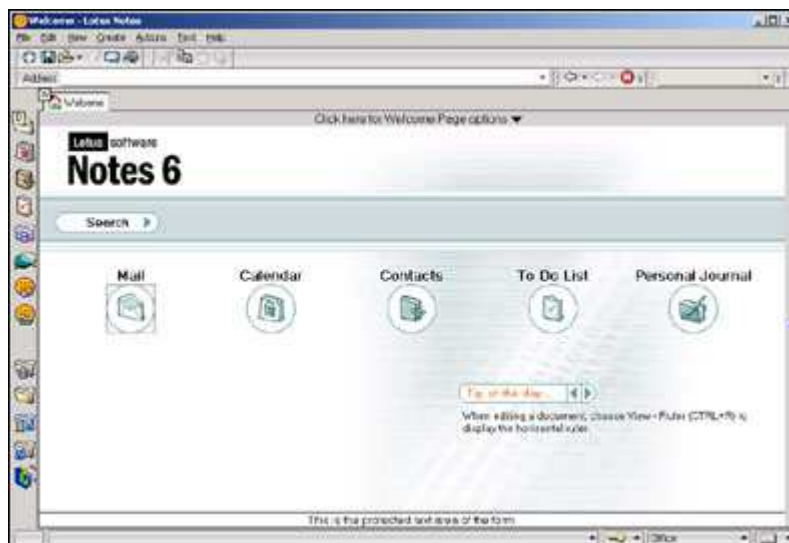 Welcome - Lotus Notes
File Edit View Create Actions Text Help
Address
Welcome
Click here for Welcome Page options
Lotus software
Notes 6
Search
Mail Calendar Contacts To Do List Personal Journal
Tip of the day...
When editing a document, choose View - Ruler (CTRL+R) to
display the horizontal ruler.
This is the protected text area of the form
Office